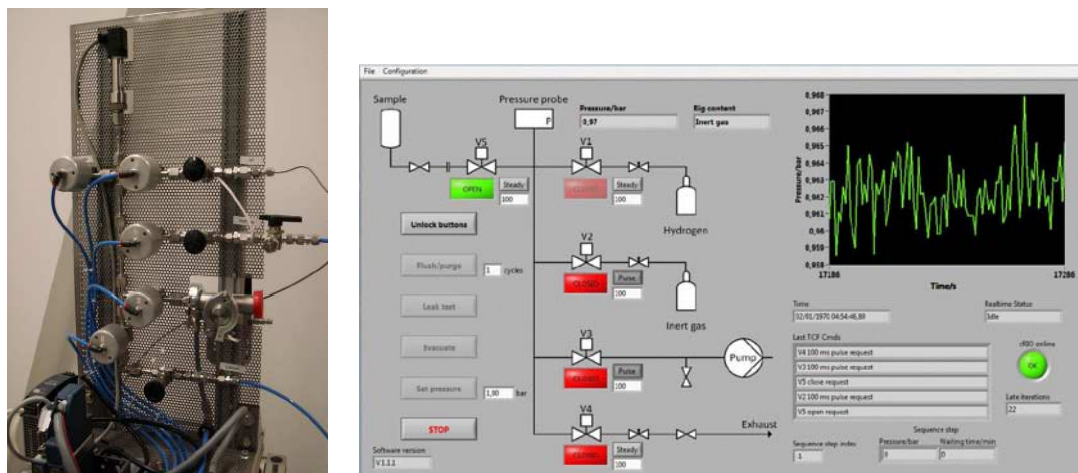 File Configuration
Sample
Pressure probe
P
Pressure/bar
0,97
Rig content
Inert gas
V5
V1
OPEN
Steady
100
CLOSED
Steady
100
Hydrogen
Unlock buttons
V2
Flush/purge
1 cycles
CLOSED
Pulse
100
Inert gas
Leak test
Evacuate
V3
CLOSED
Pulse
100
Pump
Set pressure
1,90 bar
STOP
V4
CLOSED
Steady
100
Exhaust
Software version
V1.1.1
Pressure/bar
0,968
0,967
0,966
0,965
0,964
0,963
0,962
0,961
0,96
0,959
0,958
17186
17286
Time/s
Time
02/01/1970 04:54:46,88
Realtime Status
Idle
Last TCP Cmds
V4 100 ms pulse request
V3 100 ms pulse request
V5 close request
V2 100 ms pulse request
V5 open request
cRIO online
OK
Late iterations
22
Sequence step
Sequence step index
1
Pressure/bar
0
Waiting time/min
0